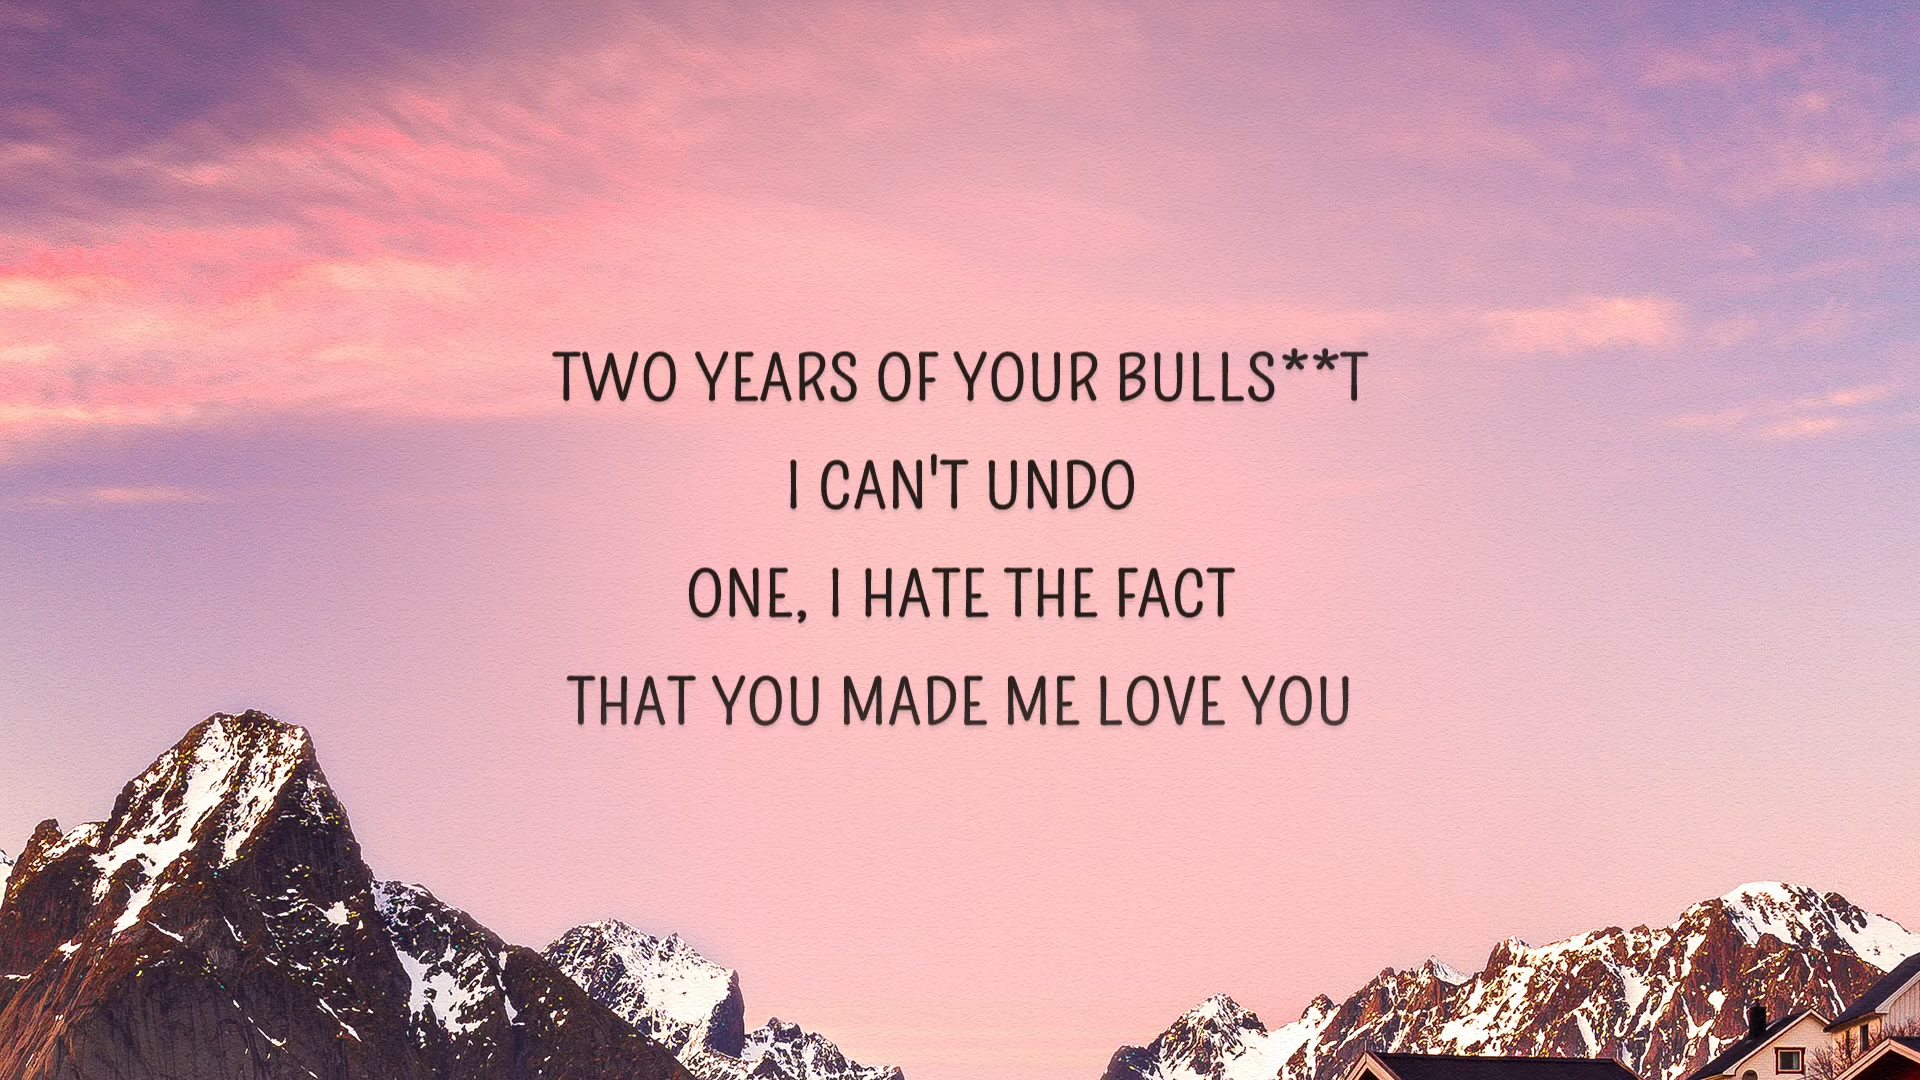 TWO YEARS OF YOUR BULLS**T
I CAN'T UNDO
ONE, I HATE THE FACT
THAT YOU MADE ME LOVE YOU